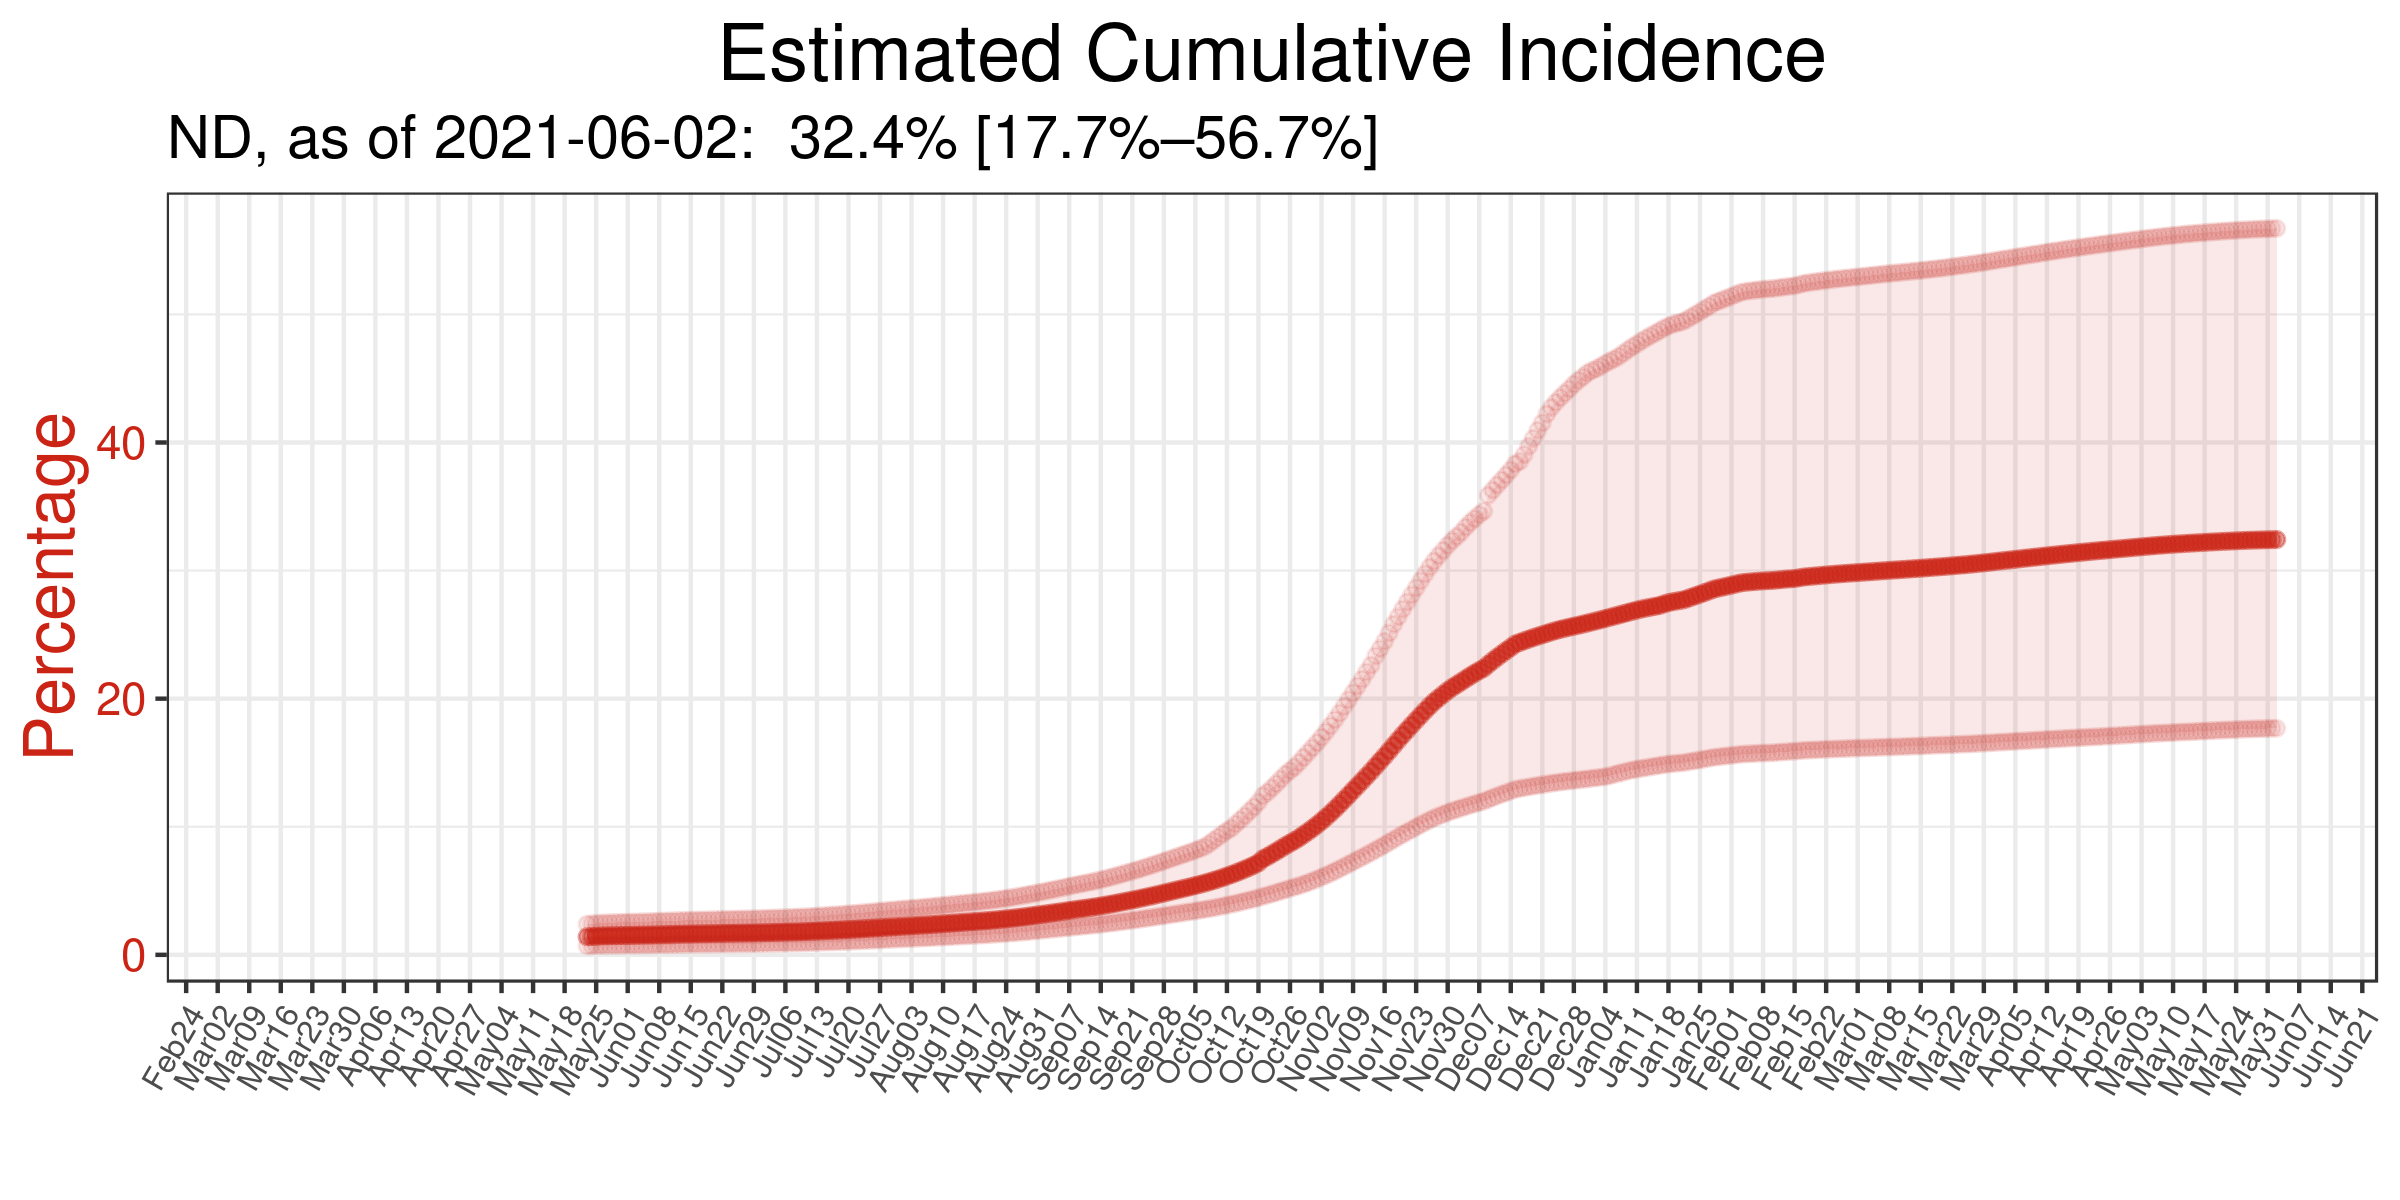 Estimated Cumulative Incidence
ND, as of 2021-06-02:  32.4% [17.7%–56.7%]
Percentage
40
20
0
Feb24
Mar02
Mar09
Mar16
Mar23
Mar30
Apr06
Apr13
Apr20
Apr27
May04
May11
May18
May25
Jun01
Jun08
Jun15
Jun22
Jun29
Jul06
Jul13
Jul20
Jul27
Aug03
Aug10
Aug17
Aug24
Aug31
Sep07
Sep14
Sep21
Sep28
Oct05
Oct12
Oct19
Oct26
Nov02
Nov09
Nov16
Nov23
Nov30
Dec07
Dec14
Dec21
Dec28
Jan04
Jan11
Jan18
Jan25
Feb01
Feb08
Feb15
Feb22
Mar01
Mar08
Mar15
Mar22
Mar29
Apr05
Apr12
Apr19
Apr26
May03
May10
May17
May24
May31
Jun07
Jun14
Jun21